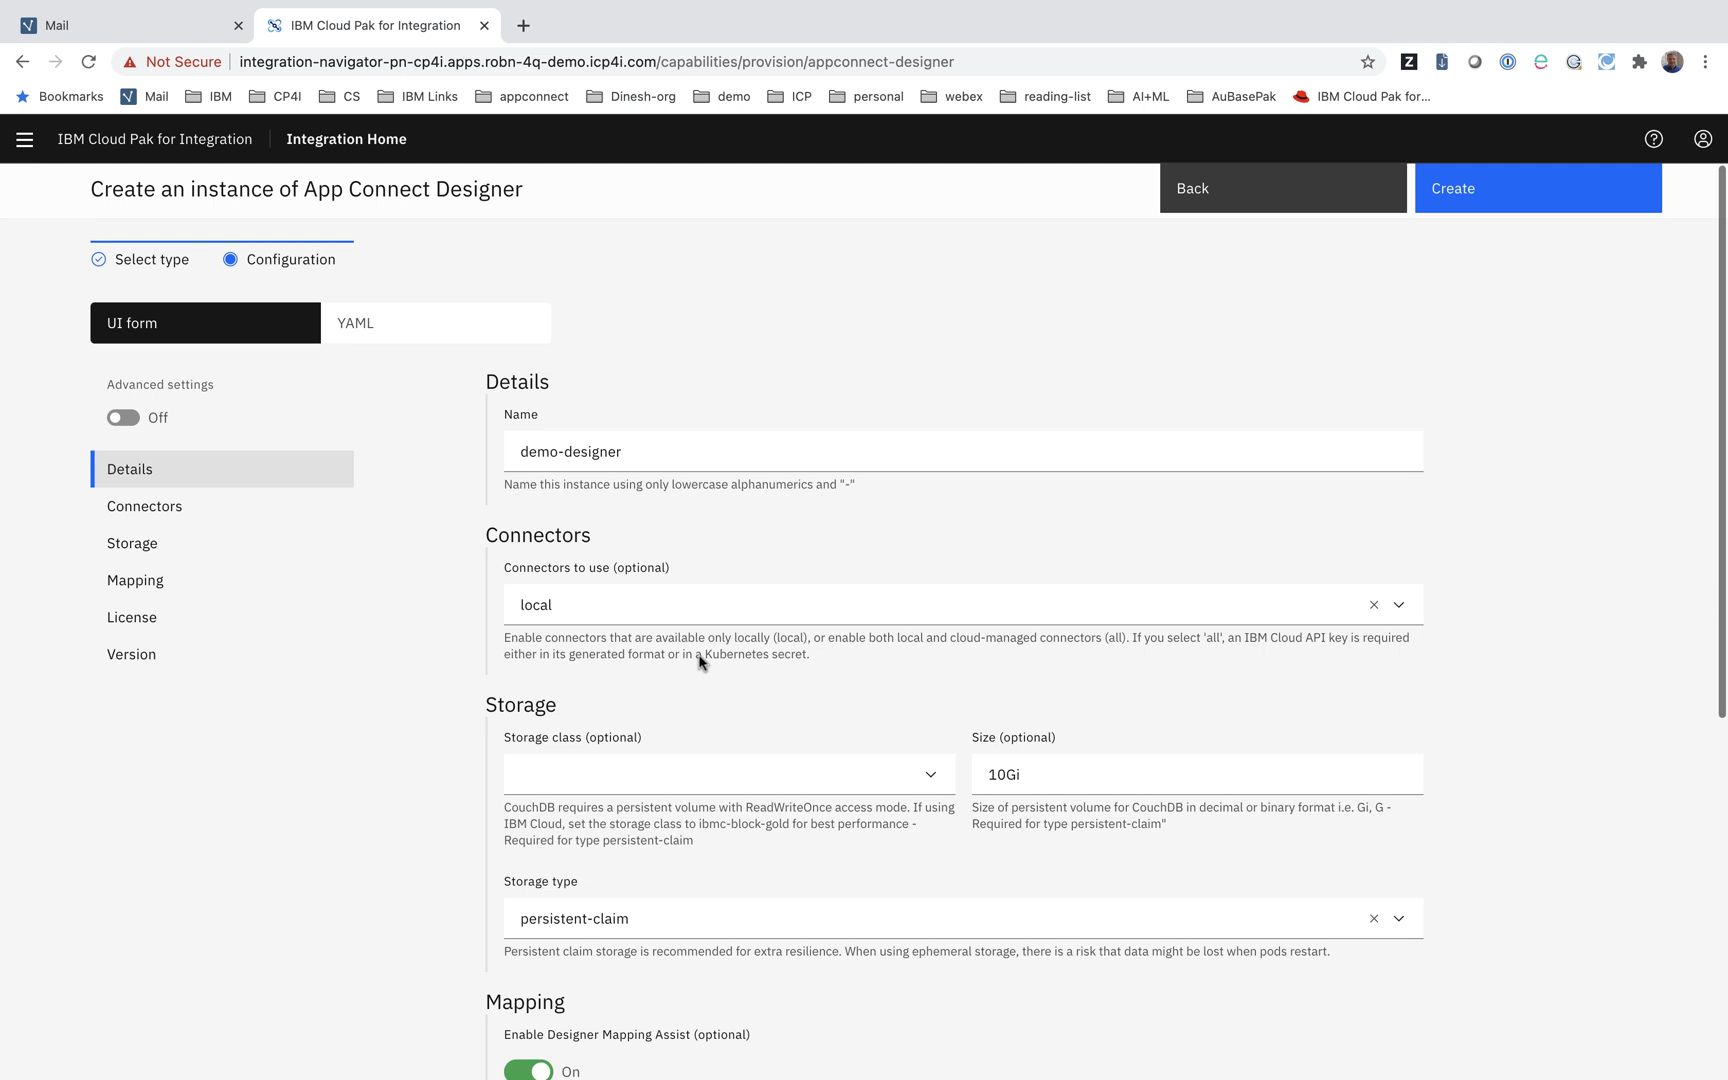 Mail
IBM Cloud Pak for Integration
Not Secure
integration-navigator-pn-cp4i.apps.robn-4q-demo.icp4i.com/capabilities/provision/appconnect-designer
Bookmarks
Mail
IBM
CP4I
CS
IBM Links
appconnect
Dinesh-org
demo
ICP
personal
webex
reading-list
AI+ML
AuBasePak
IBM Cloud Pak for...
IBM Cloud Pak for Integration
Integration Home
Create an instance of App Connect Designer
Back
Create
Select type
Configuration
UI form
YAML
Advanced settings
Off
Details
Connectors
Storage
Mapping
License
Version
Details
Name
demo-designer
Name this instance using only lowercase alphanumerics and "-"
Connectors
Connectors to use (optional)
local
Enable connectors that are available only locally (local), or enable both local and cloud-managed connectors (all). If you select 'all', an IBM Cloud API key is required
either in its generated format or in a Kubernetes secret.
Storage
Storage class (optional)
CouchDB requires a persistent volume with ReadWriteOnce access mode. If using
IBM Cloud, set the storage class to ibmc-block-gold for best performance -
Required for type persistent-claim
Size (optional)
10Gi
Size of persistent volume for CouchDB in decimal or binary format i.e. Gi, G -
Required for type persistent-claim"
Storage type
persistent-claim
Persistent claim storage is recommended for extra resilience. When using ephemeral storage, there is a risk that data might be lost when pods restart.
Mapping
Enable Designer Mapping Assist (optional)
On